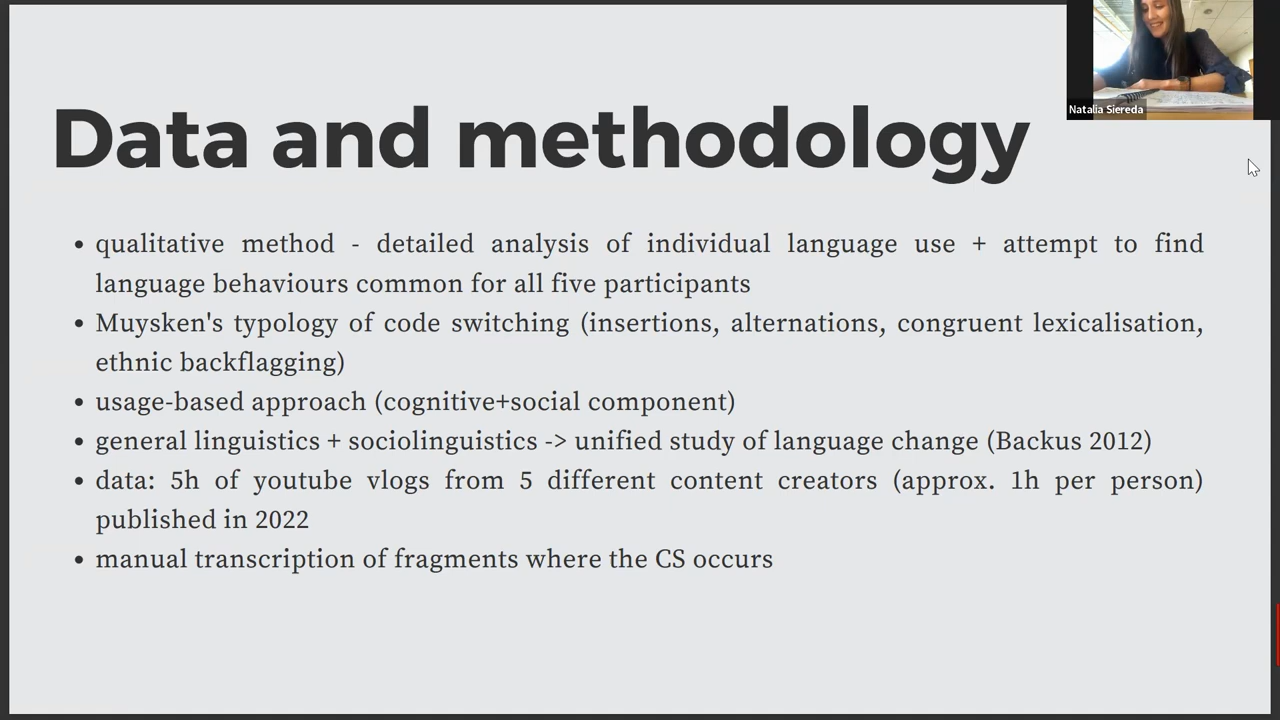 Natalia Siereda
Data and methodology
• qualitative method - detailed analysis of individual language use + attempt to find
language behaviours common for all five participants
• Muysken's typology of code switching (insertions, alternations, congruent lexicalisation,
ethnic backflagging)
• usage-based approach (cognitive+social component)
• general linguistics + sociolinguistics -> unified study of language change (Backus 2012)
• data: 5h of youtube vlogs from 5 different content creators (approx. 1h per person)
published in 2022
• manual transcription of fragments where the CS occurs